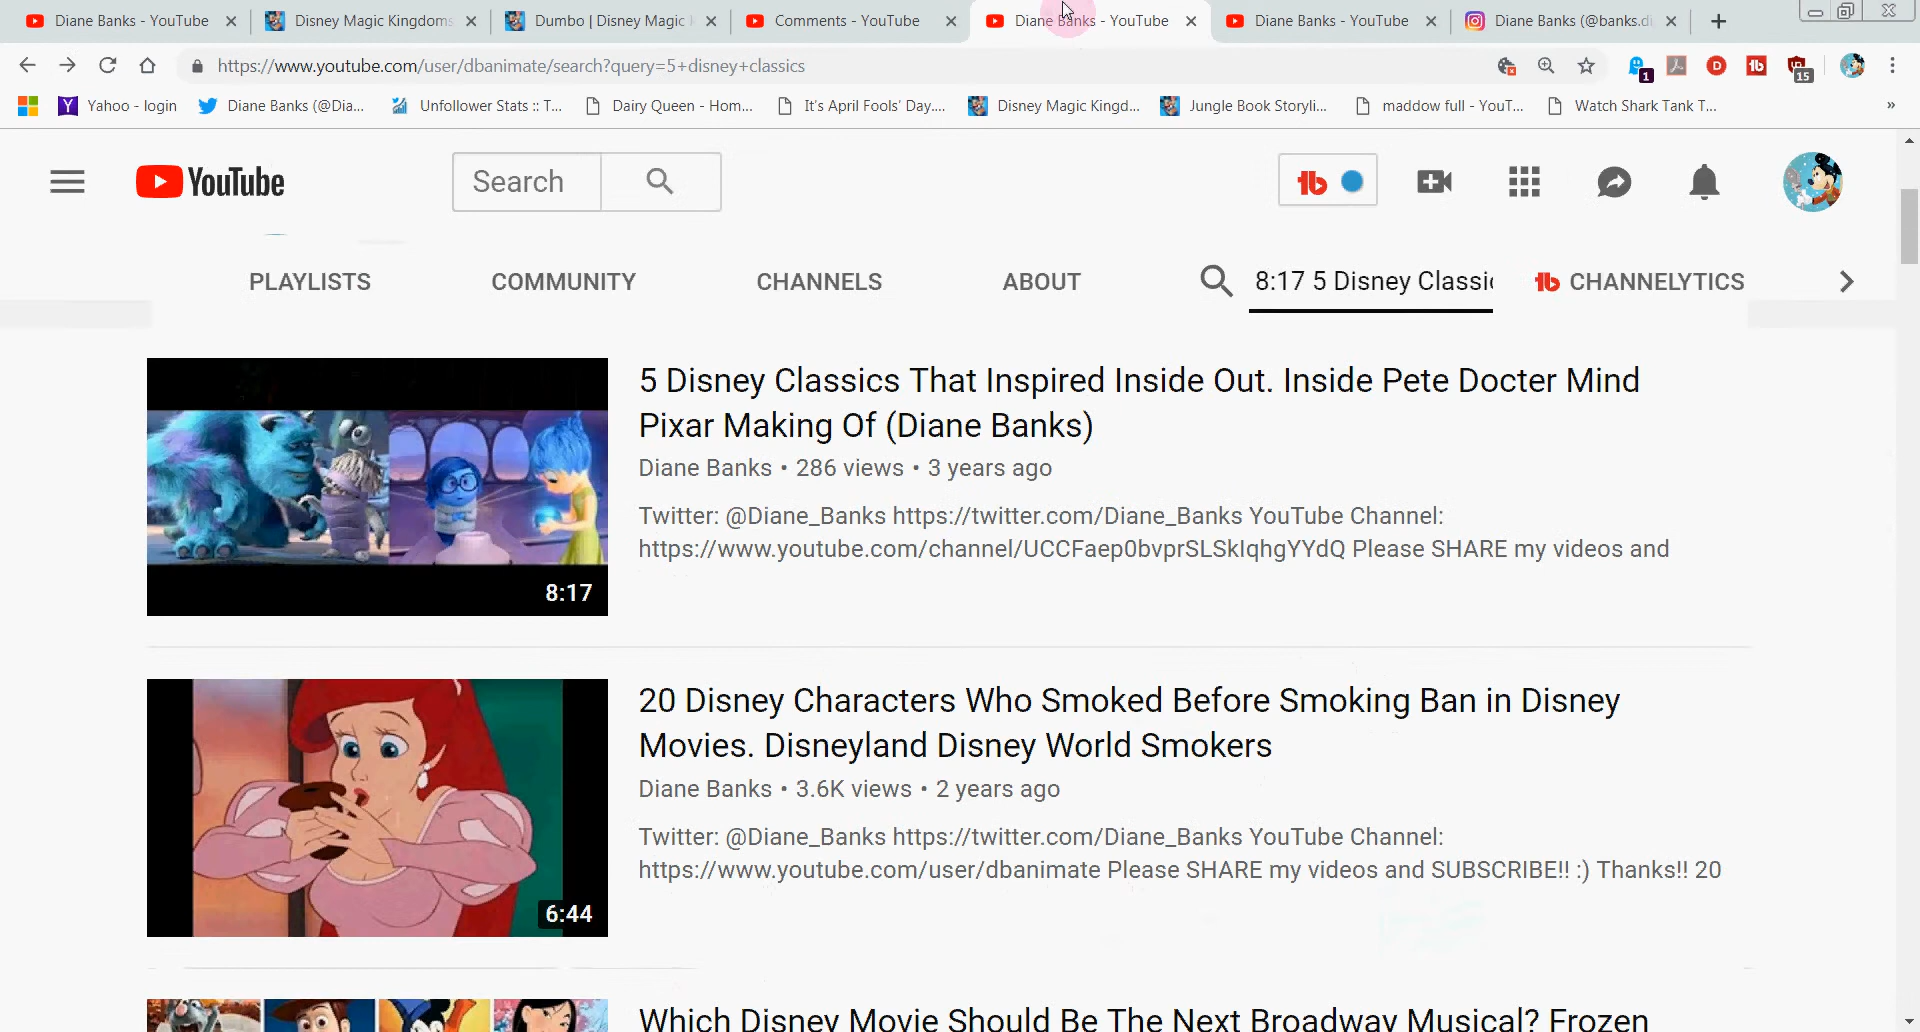 Diane Banks - YouTube
Disney Magic Kingdoms
Dumbo | Disney Magic
Comments - YouTube
Diane Banks - YouTube
Diane Banks - YouTube
Diane Banks (@banks.d
https://www.youtube.com/user/dbanimate/search?query=5+disney+classics
1
D
tb
15
Yahoo - login
Diane Banks (@Dia...
Unfollower Stats :: T...
Dairy Queen - Hom...
It's April Fools' Day....
Disney Magic Kingd...
Jungle Book Storyli...
maddow full - YouT...
Watch Shark Tank T...
»
YouTube
Search
tb
PLAYLISTS
COMMUNITY
CHANNELS
ABOUT
8:17 5 Disney Classic
tb CHANNELYTICS
5 Disney Classics That Inspired Inside Out. Inside Pete Docter Mind
Pixar Making Of (Diane Banks)
Diane Banks • 286 views • 3 years ago
Twitter: @Diane_Banks https://twitter.com/Diane_Banks YouTube Channel:
https://www.youtube.com/channel/UCCFaep0bvprSLSklqhgYYdQ Please SHARE my videos and
8:17
20 Disney Characters Who Smoked Before Smoking Ban in Disney
Movies. Disneyland Disney World Smokers
Diane Banks • 3.6K views • 2 years ago
Twitter: @Diane_Banks https://twitter.com/Diane_Banks YouTube Channel:
https://www.youtube.com/user/dbanimate Please SHARE my videos and SUBSCRIBE!! :) Thanks!! 20
6:44
Which Disney Movie Should Be The Next Broadway Musical? Frozen